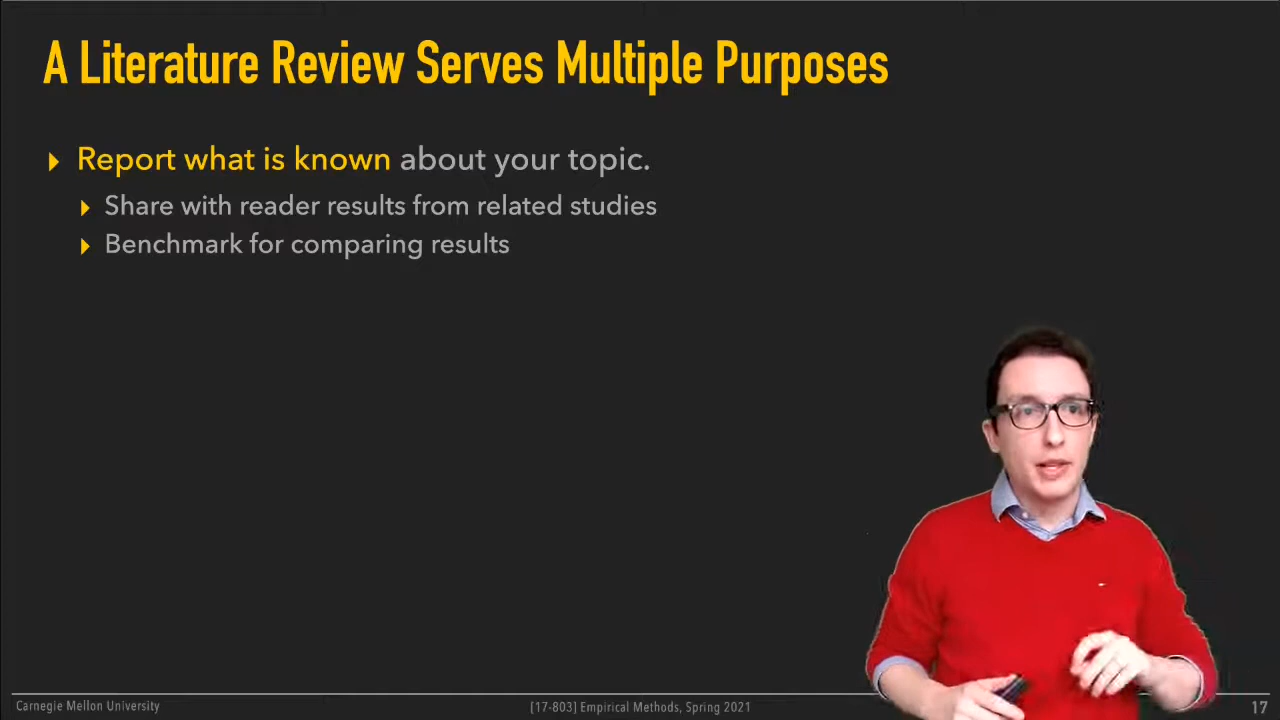 A Literature Review Serves Multiple Purposes
Report what is known about your topic.
Share with reader results from related studies
Benchmark for comparing results
Carnegie Mellon University
[17-803] Empirical Methods, Spring 2021
17